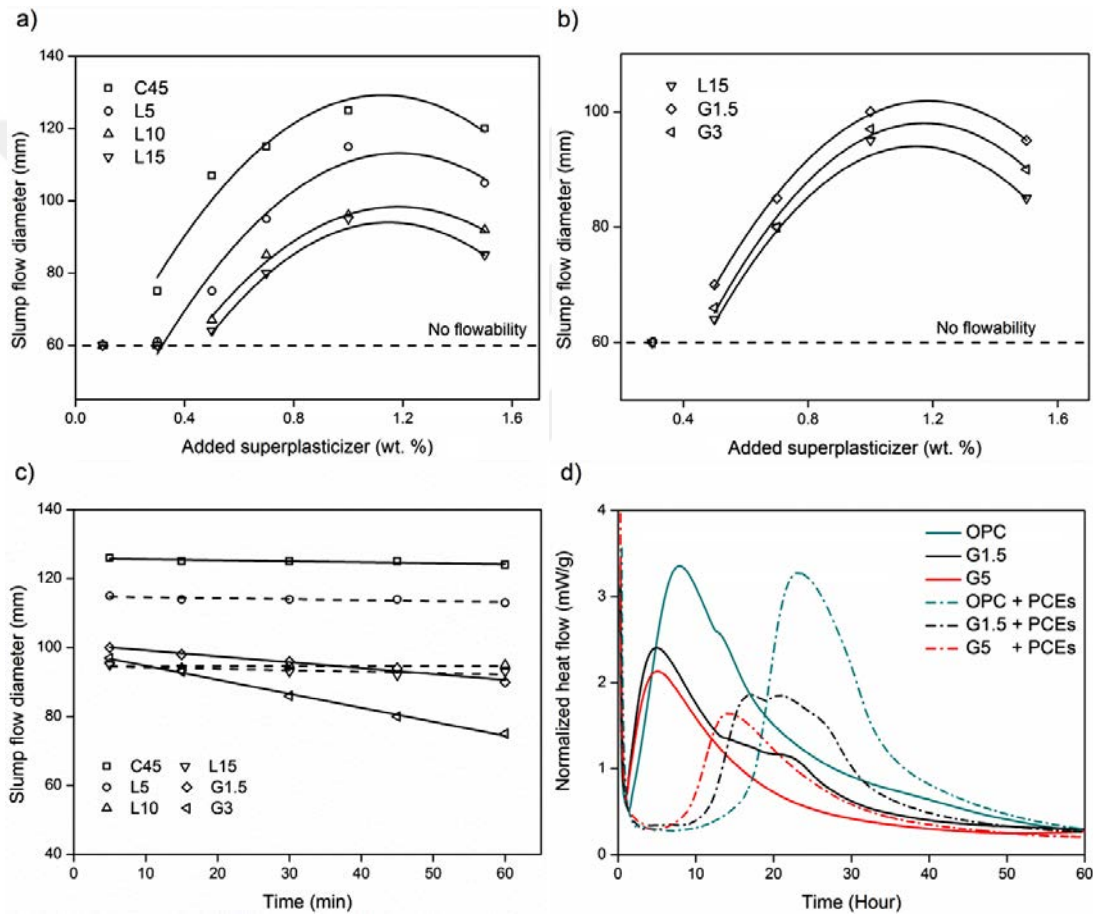 a)
140
120
100
80
60
Slump flow diameter (mm)
C45
L5
L10
L15
No flowability
0.0 0.4 0.8 1.2 1.6
Added superplasticizer (wt. %)
b)
100
80
60
Slump flow diameter (mm)
L15
G1.5
G3
No flowability
0.4 0.8 1.2 1.6
Added superplasticizer (wt. %)
c)
140
120
100
80
60
40
Slump flow diameter (mm)
C45 L15
L5 G1.5
L10 G3
0 10 20 30 40 50 60
Time (min)
d)
4
3
2
1
0
Normalized heat flow (mW/g)
OPC
G1.5
G5
OPC + PCEs
G1.5 + PCEs
G5 + PCEs
0 10 20 30 40 50 60
Time (Hour)